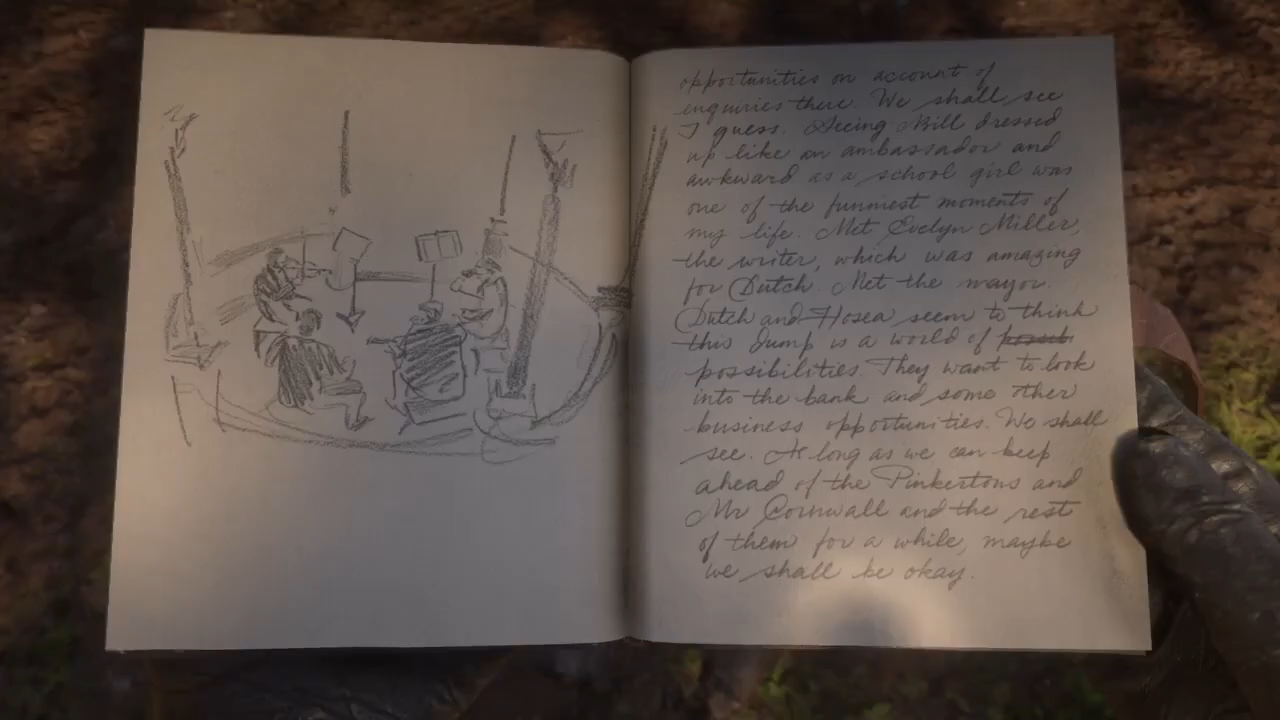 opportunities on account of
enquiries there. We shall see
I guess. Seeing Bill dressed
up like an ambassador and
awkward as a school girl was
one of the funniest moments of
my life. Met Evelyn Miller,
the writer, which was amazing
for Dutch. Met the mayor.
Dutch and Hosea seem to think
this dump is a world of possib
possibilities. They want to look
into the bank and some other
business opportunities. We shall
see. As long as we can keep
ahead of the Pinkertons and
Mr Cornwall and the rest
of them for a while, maybe
we shall be okay.